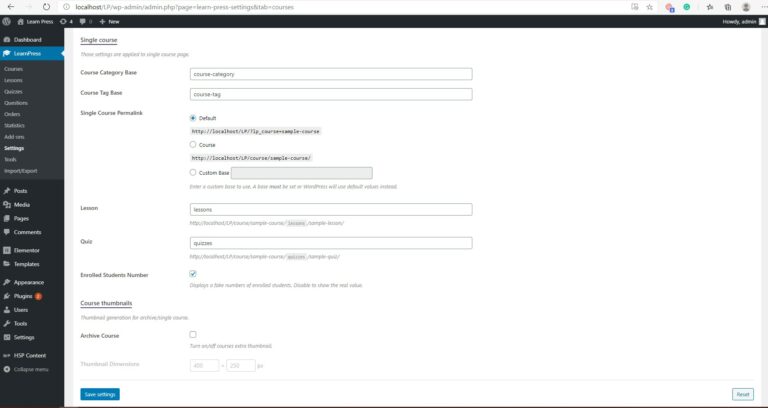 localhost/LP/wp-admin/admin.php?page=learn-press-settings&tab=courses
Learn Press 4 0 + New
Howdy, admin
Dashboard
LearnPress
Courses
Lessons
Quizzes
Questions
Orders
Statistics
Add-ons
Settings
Tools
Import/Export
Posts
Media
Pages
Comments
Elementor
Templates
Appearance
Plugins 2
Users
Tools
Settings
HSP Content
Collapse menu
Single course
Those settings are applied to single course page.
Course Category Base
course-category
Course Tag Base
course-tag
Single Course Permalink
Default
http://localhost/LP/?lp_course=sample-course
Course
http://localhost/LP/course/sample-course/
Custom Base
Enter a custom base to use. A base must be set or WordPress will use default values instead.
Lesson
lessons
http://localhost/LP/course/sample-course/lessons/sample-lesson/
Quiz
quizzes
http://localhost/LP/course/sample-course/quizzes/sample-quiz/
Enrolled Students Number
Displays a fake numbers of enrolled students. Disable to show the real value.
Course thumbnails
Thumbnail generation for archive/single course.
Archive Course
Turn on/off courses extra thumbnail.
Thumbnail Dimensions
400 × 250 px
Save settings
Reset